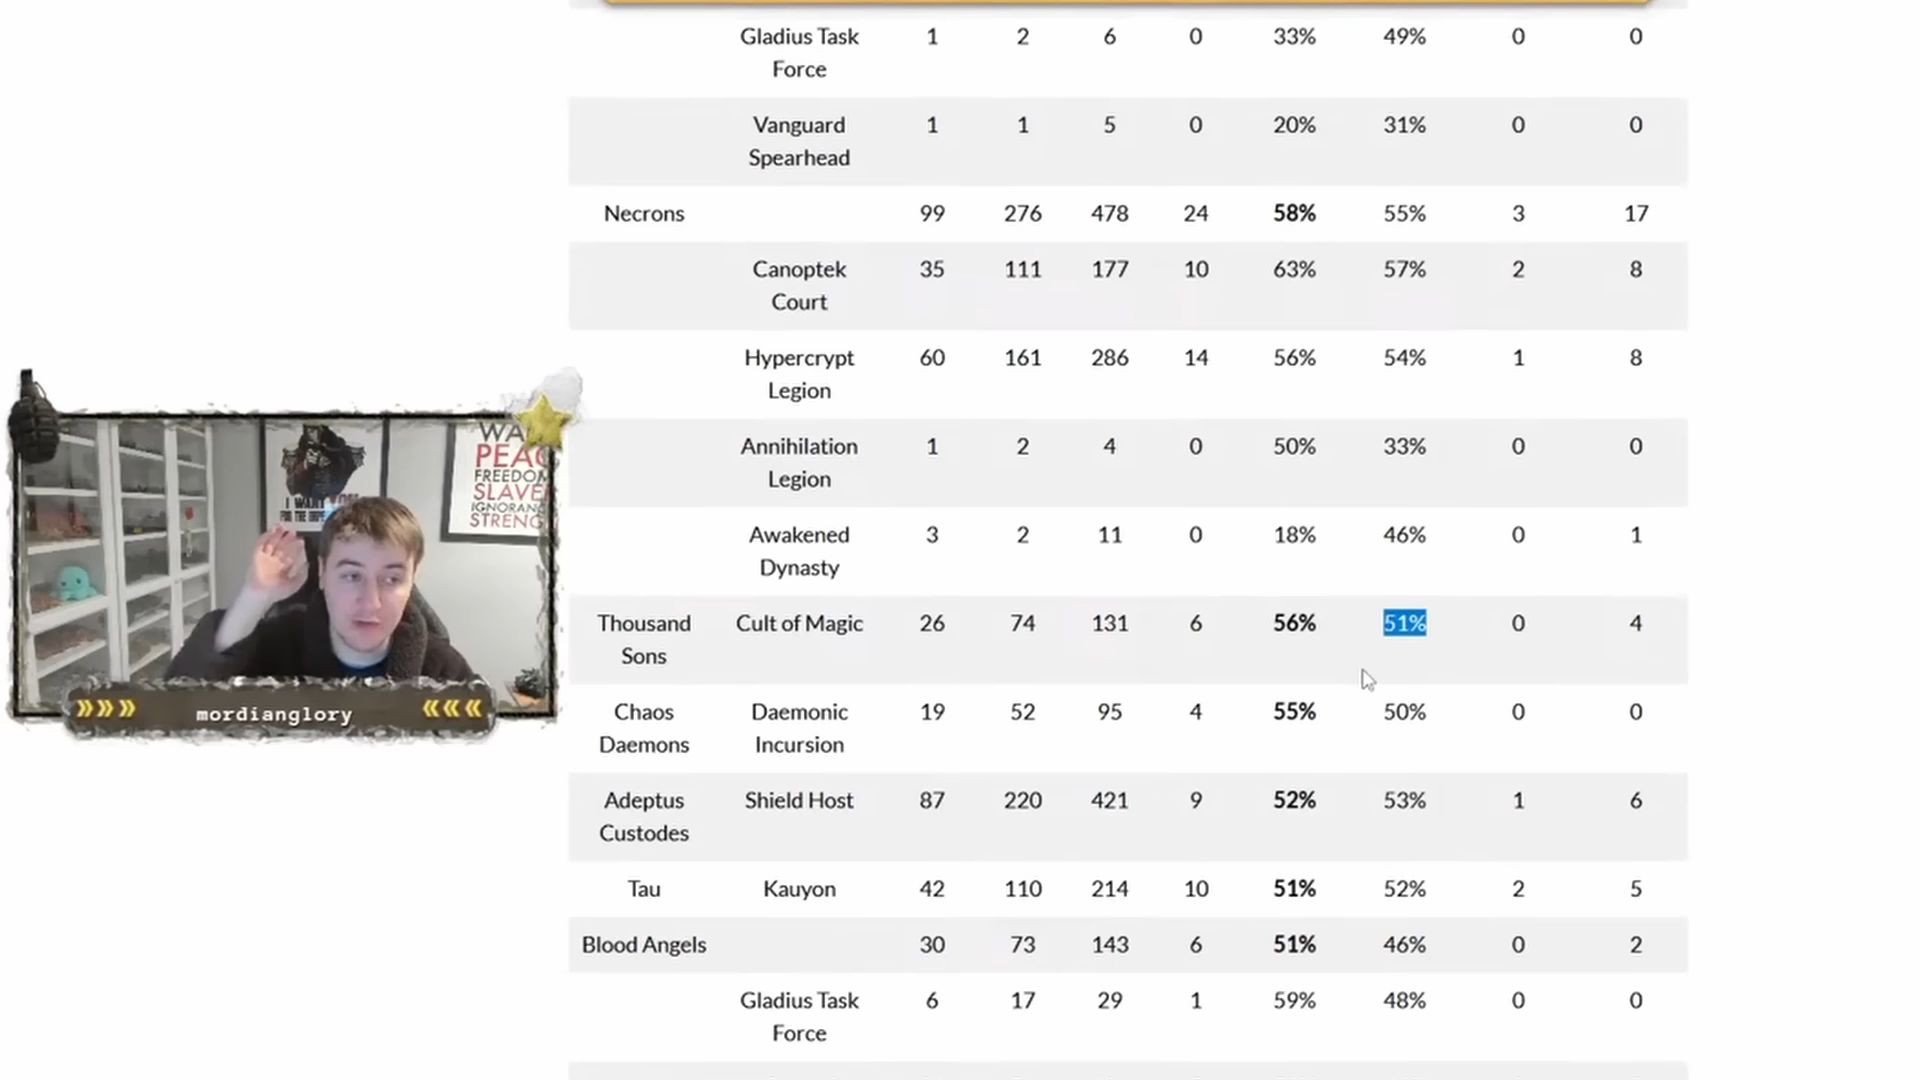 Gladius Task Force 1 2 6 0 33% 49% 0 0
Vanguard Spearhead 1 1 5 0 20% 31% 0 0
Necrons 99 276 478 24 58% 55% 3 17
Canoptek Court 35 111 177 10 63% 57% 2 8
Hypercrypt Legion 60 161 286 14 56% 54% 1 8
Annihilation Legion 1 2 4 0 50% 33% 0 0
Awakened Dynasty 3 2 11 0 18% 46% 0 1
Thousand Sons Cult of Magic 26 74 131 6 56% 51% 0 4
Chaos Daemons Daemonic Incursion 19 52 95 4 55% 50% 0 0
Adeptus Custodes Shield Host 87 220 421 9 52% 53% 1 6
Tau Kauyon 42 110 214 10 51% 52% 2 5
Blood Angels 30 73 143 6 51% 46% 0 2
Gladius Task Force 6 17 29 1 59% 48% 0 0
WA
PEAC
FREEDOM
SLAVE
IGNORANC
STRENG
I WANT YOU
FOR THE IMPE
»»» mordianglory «««